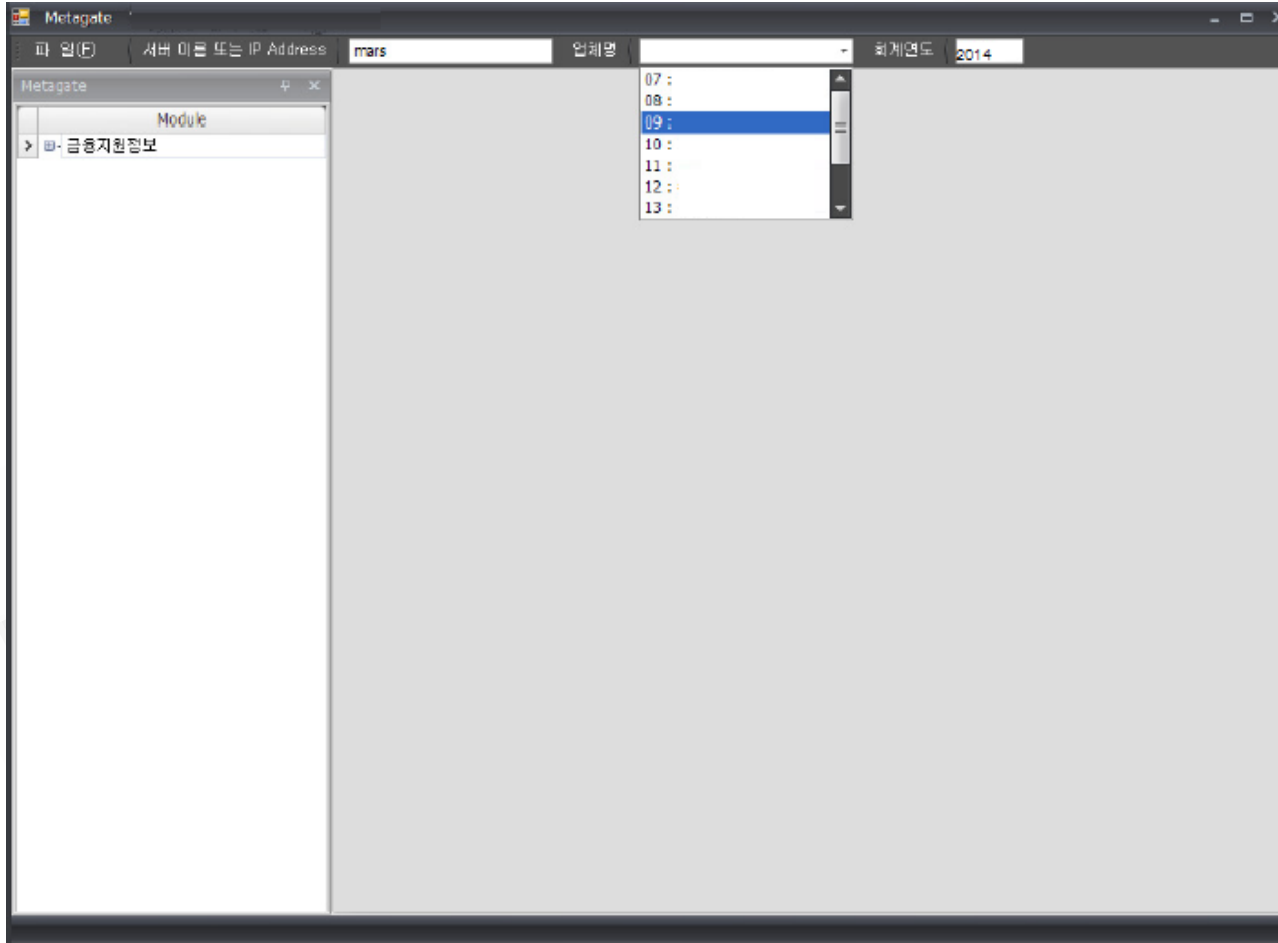 Metagate
파 일(F) 서버 이름 또는 IP Address mars 업체명 회계연도 2014
Metagate
Module
금융지원정보
07 :
08 :
09 :
10 :
11 :
12 :
13 :